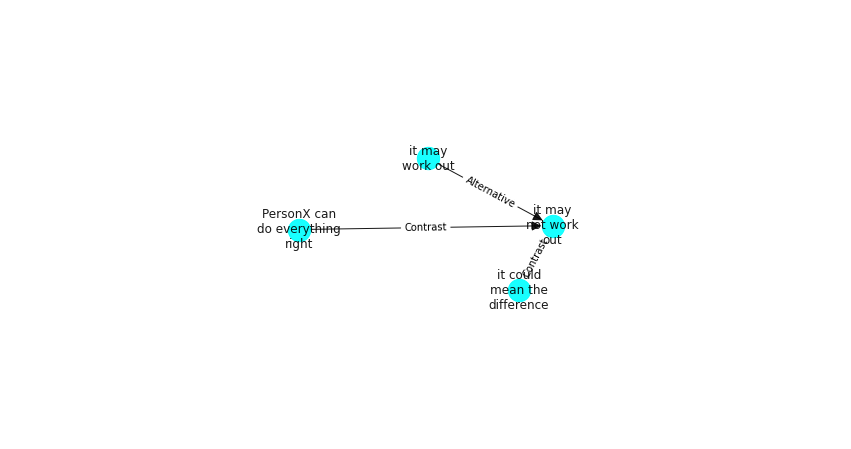 it may
work out
Alternative
PersonX can
do everything
right
Contrast
it may
not work
out
Contrast
it could
mean the
difference